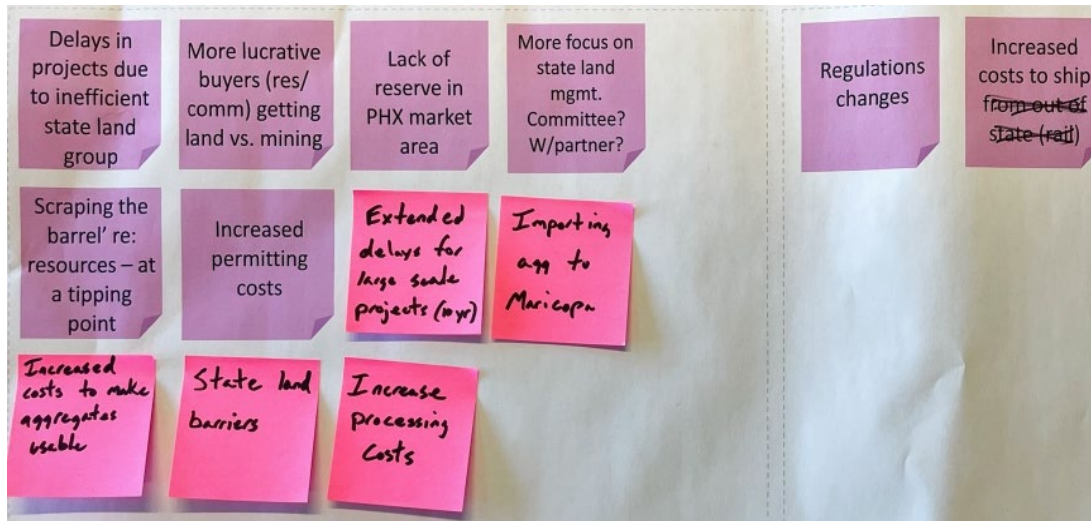 Delays in
projects due
to inefficient
state land
group
More lucrative
buyers (res/
comm) getting
land vs. mining
Lack of
reserve in
PHX market
area
More focus on
state land
mgmt.
Committee?
W/partner?
Regulations
changes
Increased
costs to ship
from out of
state (rail)
Scraping the
barrel’ re:
resources – at
a tipping
point
Increased
permitting
costs
Extended
delays for
large scale
projects (10yr)
Importing
agg to
Maricopa
Increased
costs to make
aggregates
usable
State land
barriers
Increase
processing
Costs